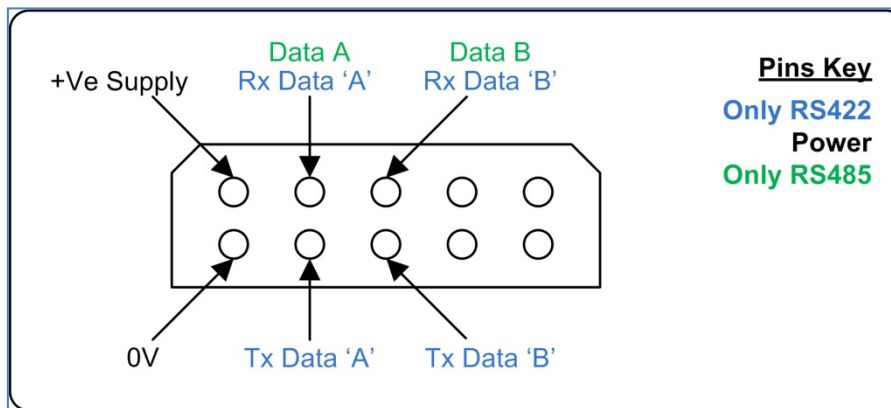 Data A
Data B
+Ve Supply
Rx Data ‘A’
Rx Data ‘B’
Pins Key
Only RS422
Power
Only RS485
0V
Tx Data ‘A’
Tx Data ‘B’